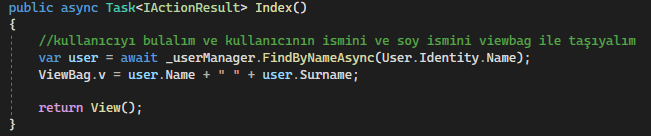 public async Task<IActionResult> Index()
{
//kullanıcıyı bulalım ve kullanıcının ismini ve soy ismini viewbag ile taşıyalım
var user = await _userManager.FindByNameAsync(User.Identity.Name);
ViewBag.v = user.Name + " " + user.Surname;
return View();
}